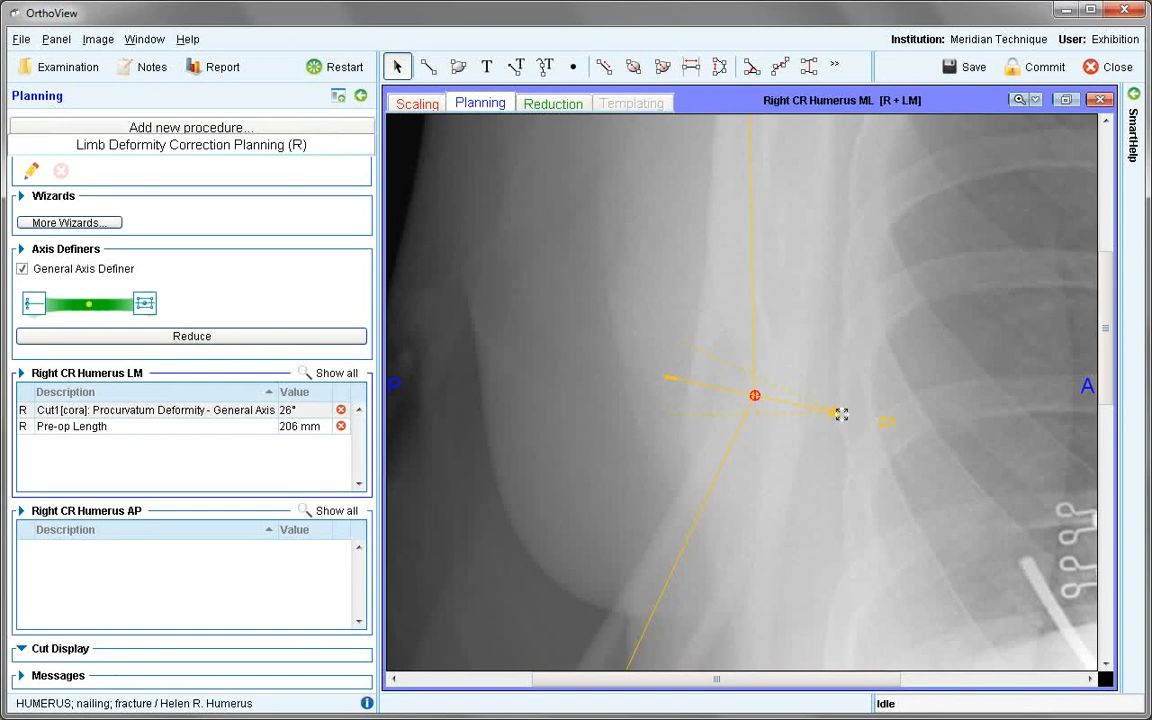 OrthoView
File Panel Image Window Help
Institution: Meridian Technique User: Exhibition
Examination Notes Report Restart
T T T »
Save Commit Close
Planning
Scaling Planning Reduction Templating
Right CR Humerus ML [R + LM]
SmartHelp
Add new procedure...
Limb Deformity Correction Planning (R)
Wizards
More Wizards...
Axis Definers
General Axis Definer
Reduce
Right CR Humerus LM Show all
Description Value
R Cut1[cora]: Procurvatum Deformity - General Axis 26°
R Pre-op Length 206 mm
P
A
Right CR Humerus AP Show all
Description Value
Cut Display
Messages
HUMERUS; nailing; fracture / Helen R. Humerus
Idle